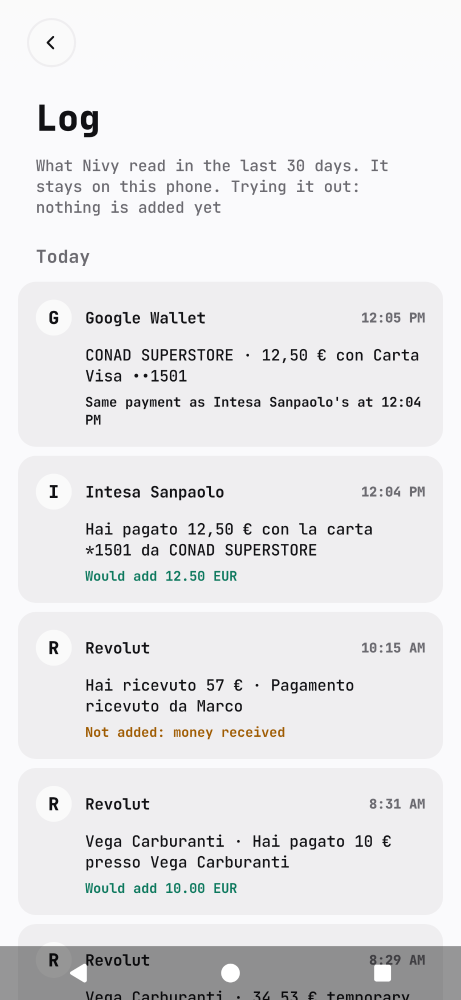 Log
What Nivy read in the last 30 days. It
stays on this phone. Trying it out:
nothing is added yet
Today
G Google Wallet 12:05 PM
CONAD SUPERSTORE · 12,50 € con Carta
Visa ••1501
Same payment as Intesa Sanpaolo's at 12:04
PM
I Intesa Sanpaolo 12:04 PM
Hai pagato 12,50 € con la carta
*1501 da CONAD SUPERSTORE
Would add 12.50 EUR
R Revolut 10:15 AM
Hai ricevuto 57 € · Pagamento
ricevuto da Marco
Not added: money received
R Revolut 8:31 AM
Vega Carburanti · Hai pagato 10 €
presso Vega Carburanti
Would add 10.00 EUR
R Revolut 8:29 AM
Vega Carburanti · 34,53 € temporary